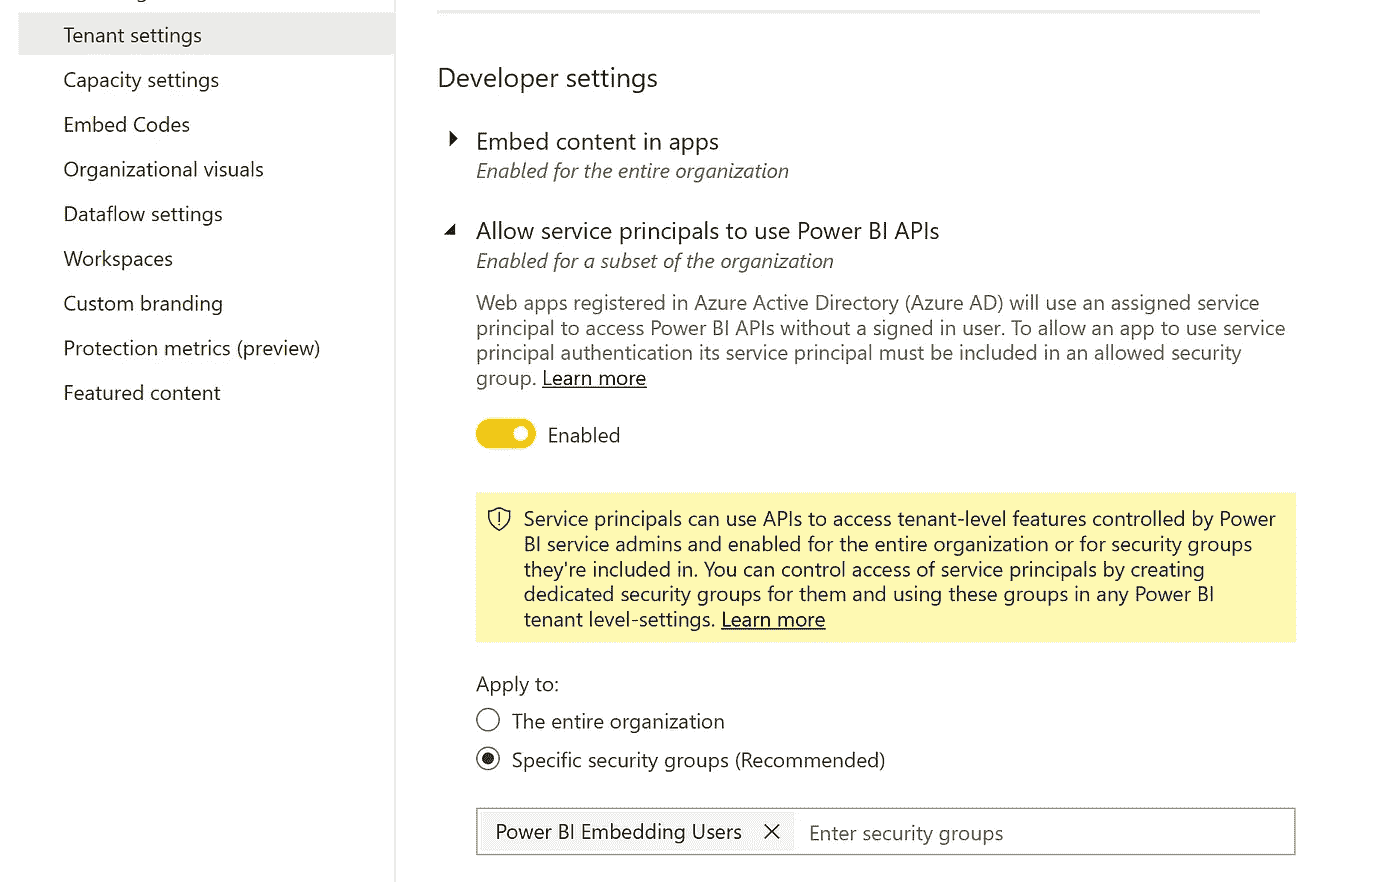 Tenant settings
Capacity settings
Embed Codes
Organizational visuals
Dataflow settings
Workspaces
Custom branding
Protection metrics (preview)
Featured content
Developer settings
Embed content in apps
Enabled for the entire organization
Allow service principals to use Power BI APIs
Enabled for a subset of the organization
Web apps registered in Azure Active Directory (Azure AD) will use an assigned service
principal to access Power BI APIs without a signed in user. To allow an app to use service
principal authentication its service principal must be included in an allowed security
group. Learn more
Enabled
Service principals can use APIs to access tenant-level features controlled by Power
BI service admins and enabled for the entire organization or for security groups
they're included in. You can control access of service principals by creating
dedicated security groups for them and using these groups in any Power BI
tenant level-settings. Learn more
Apply to:
The entire organization
Specific security groups (Recommended)
Power BI Embedding Users
Enter security groups